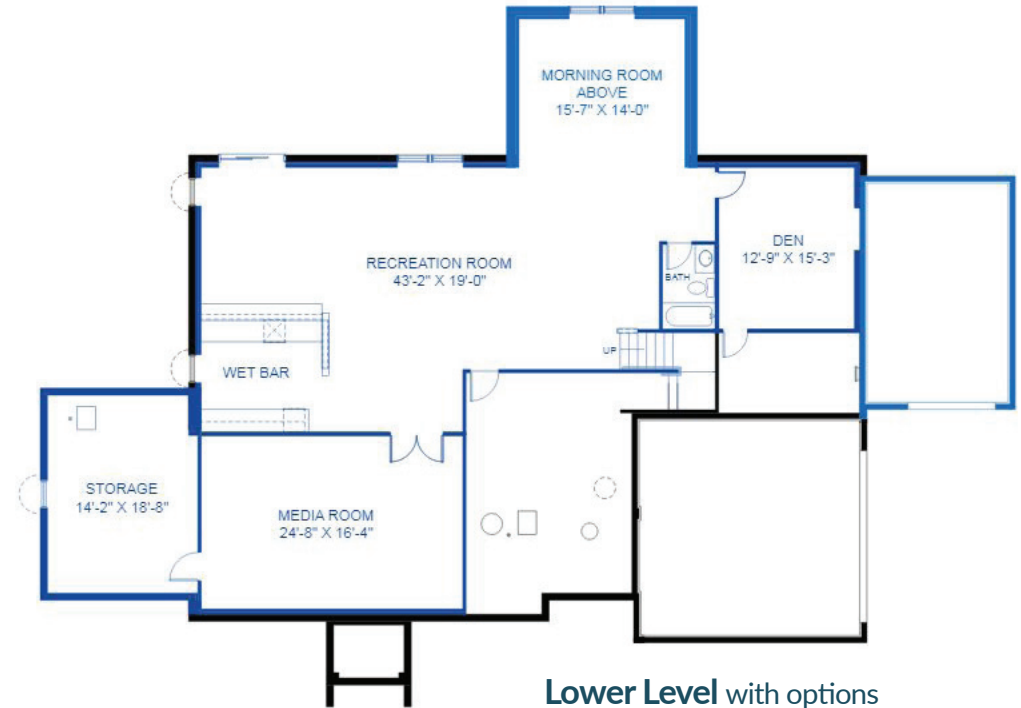 MORNING ROOM
ABOVE
15'-7" X 14'-0"
RECREATION ROOM
43'-2" X 19'-0"
DEN
12'-9" X 15'-3"
BATH
UP
WET BAR
STORAGE
14'-2" X 18'-8"
MEDIA ROOM
24'-8" X 16'-4"
Lower Level with options